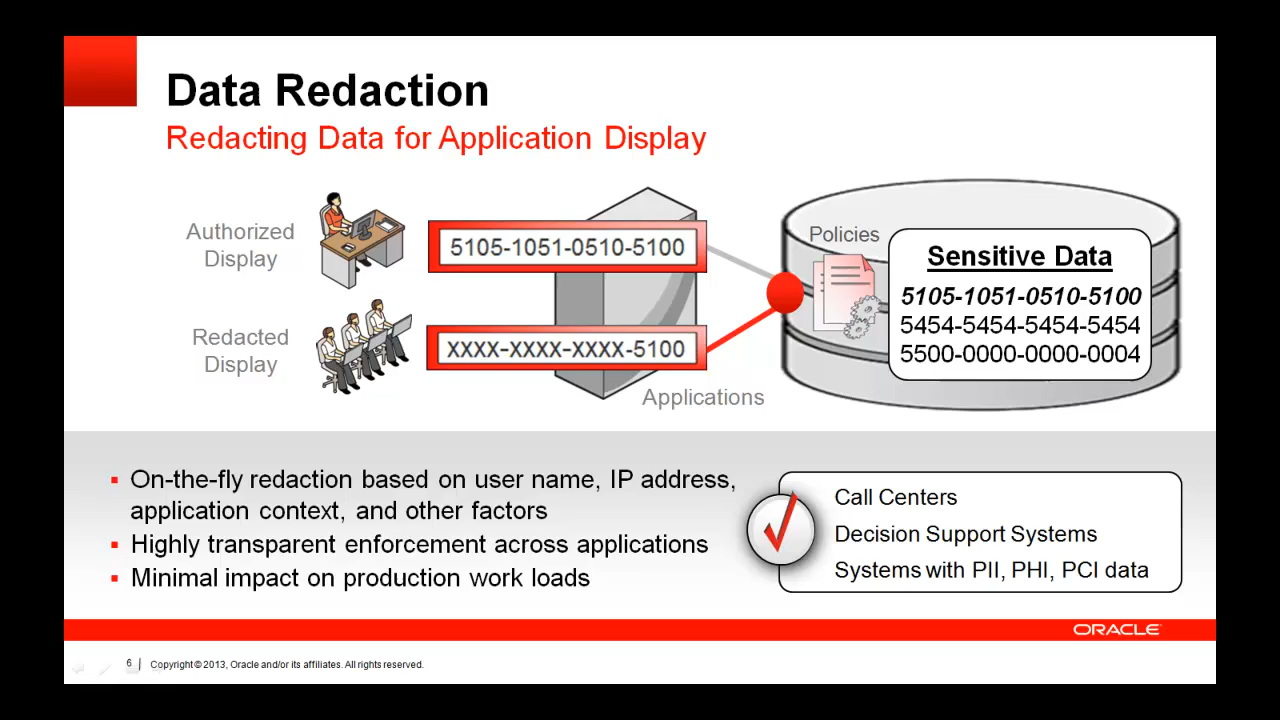 Data Redaction
Redacting Data for Application Display
Authorized
Display
5105-1051-0510-5100
Redacted
Display
XXXX-XXXX-XXXX-5100
Applications
Policies
Sensitive Data
5105-1051-0510-5100
5454-5454-5454-5454
5500-0000-0000-0004
▪ On-the-fly redaction based on user name, IP address,
application context, and other factors
▪ Highly transparent enforcement across applications
▪ Minimal impact on production work loads
Call Centers
Decision Support Systems
Systems with PII, PHI, PCI data
ORACLE
6 | Copyright © 2013, Oracle and/or its affiliates. All rights reserved.